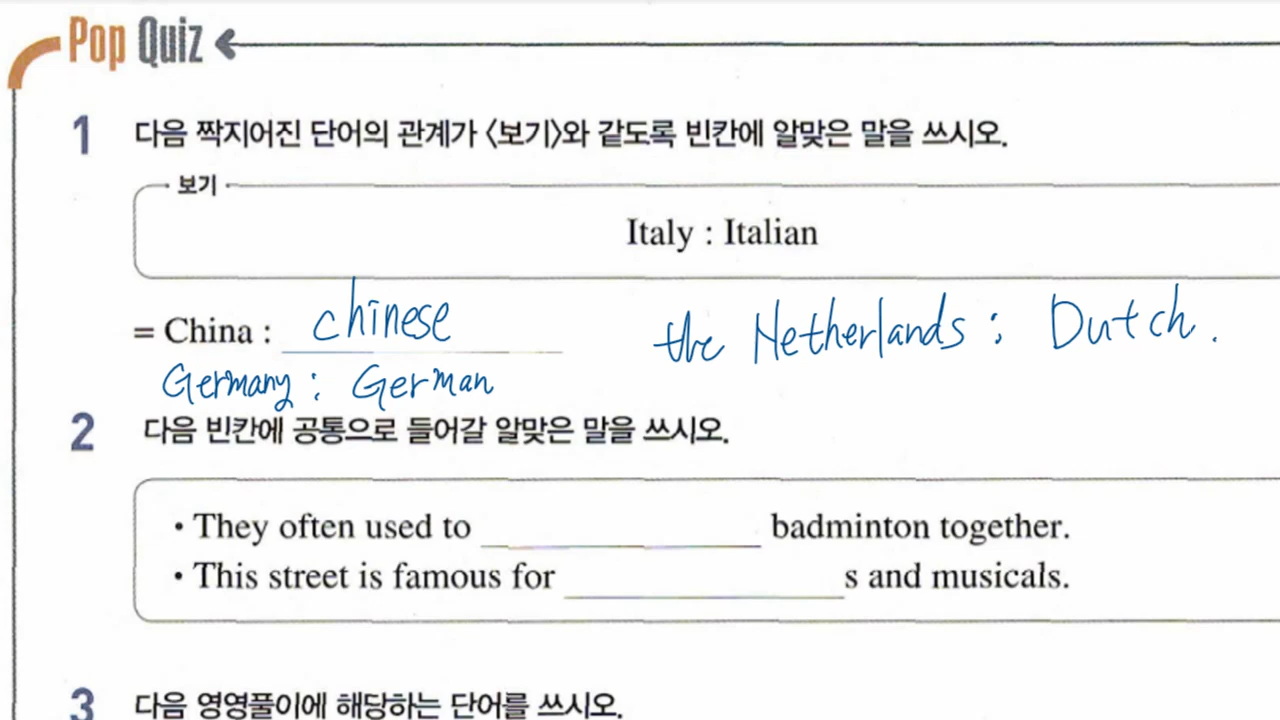 Pop Quiz
1 다음 짝지어진 단어의 관계가 <보기>와 같도록 빈칸에 알맞은 말을 쓰시오.
보기
Italy : Italian
= China : chinese the Netherlands : Dutch.
Germany : German
2 다음 빈칸에 공통으로 들어갈 알맞은 말을 쓰시오.
• They often used to ____ badminton together.
• This street is famous for ____s and musicals.
3 다음 영영풀이에 해당하는 단어를 쓰시오.